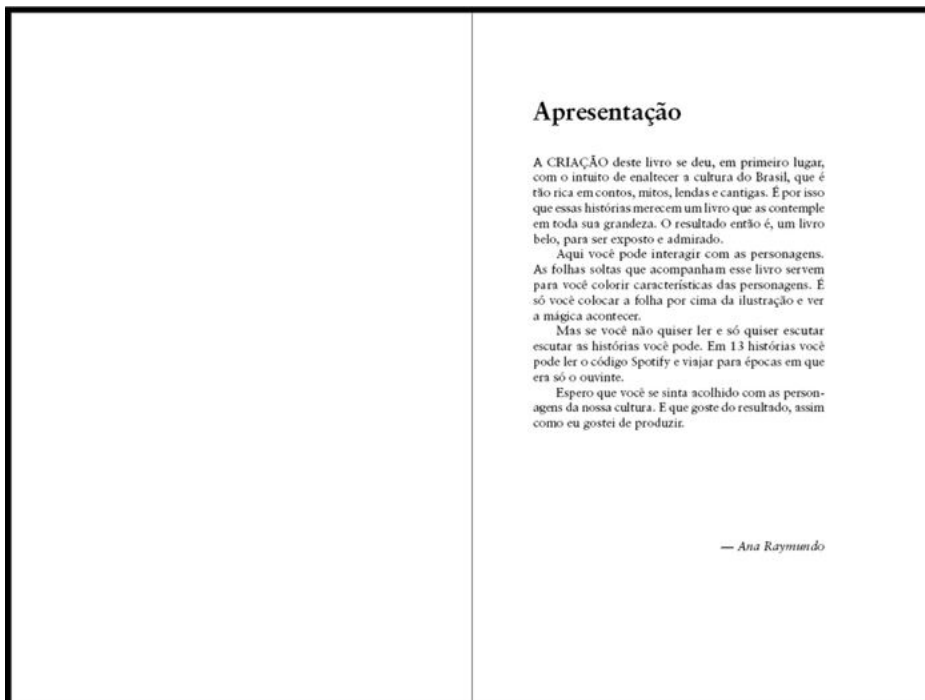 Apresentação
A CRIAÇÃO deste livro se deu, em primeiro lugar,
com o intuito de enaltecer a cultura do Brasil, que é
tão rica em contos, mitos, lendas e cantigas. É por isso
que essas histórias merecem um livro que as contemple
em toda sua grandeza. O resultado então é, um livro
belo, para ser exposto e admirado.
Aqui você pode interagir com as personagens.
As folhas soltas que acompanham esse livro servem
para você colorir características das personagens. É
só você colocar a folha por cima da ilustração e ver
a mágica acontecer.
Mas se você não quiser ler e só quiser escutar
escutar as histórias você pode. Em 13 histórias você
pode ler o código Spotify e viajar para épocas em que
era só o ouvinte.
Espero que você se sinta acolhido com as person-
agens da nossa cultura. E que goste do resultado, assim
como eu gostei de produzir.
— Ana Raymundo